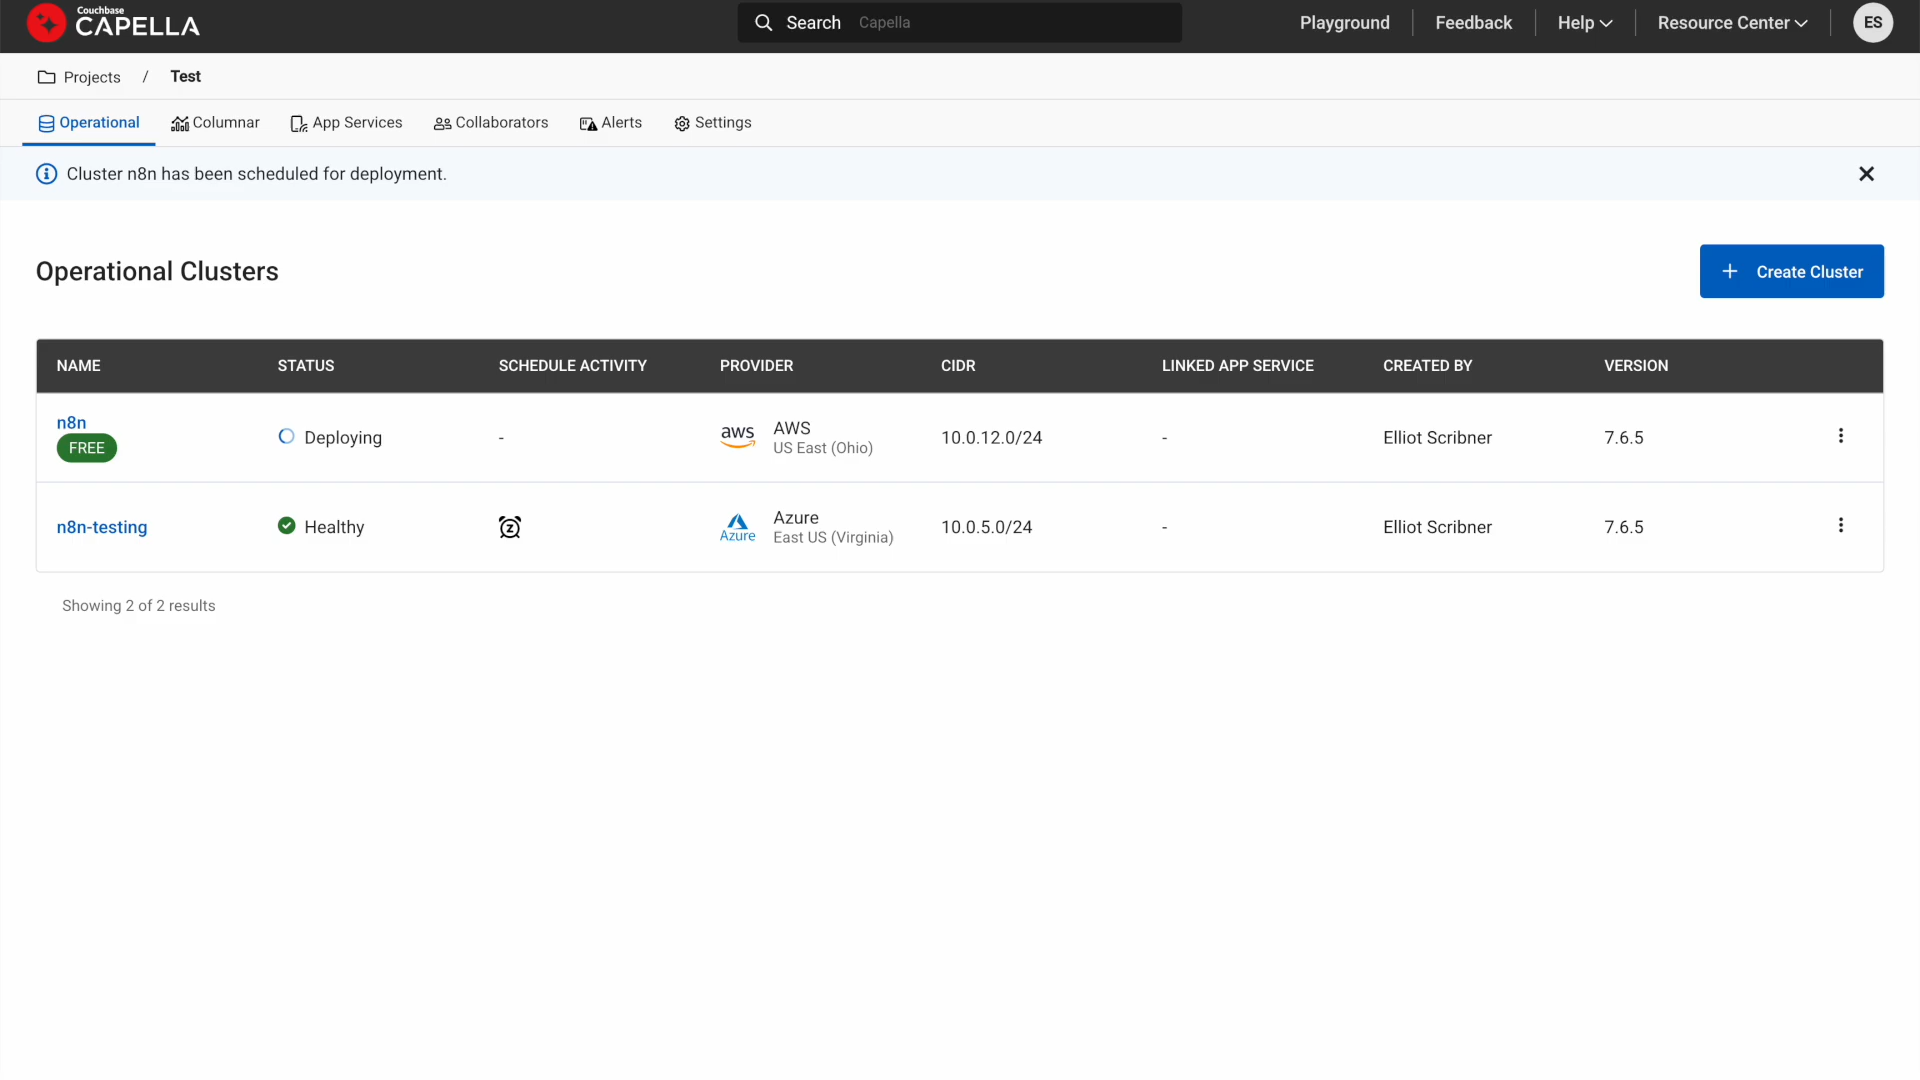 Couchbase
CAPELLA
Search Capella
Playground
Feedback
Help
Resource Center
ES
Projects / Test
Operational
Columnar
App Services
Collaborators
Alerts
Settings
Cluster n8n has been scheduled for deployment.
Operational Clusters
+ Create Cluster
NAME STATUS SCHEDULE ACTIVITY PROVIDER CIDR LINKED APP SERVICE CREATED BY VERSION
n8n
FREE
Deploying
-
aws
AWS
US East (Ohio)
10.0.12.0/24
-
Elliot Scribner
7.6.5
n8n-testing
Healthy
z
Azure
Azure
East US (Virginia)
10.0.5.0/24
-
Elliot Scribner
7.6.5
Showing 2 of 2 results